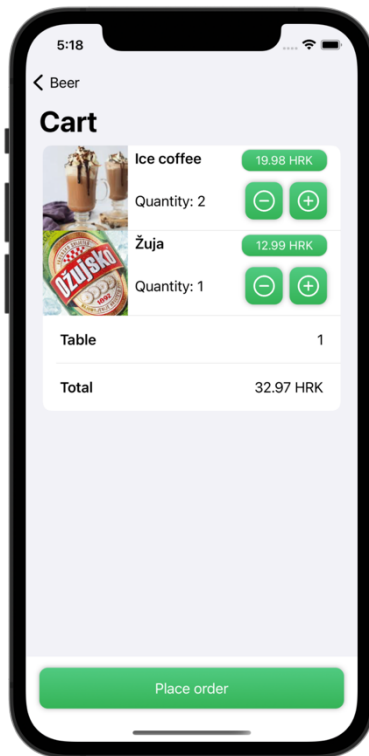 5:18
Beer
Cart
Ice coffee 19.98 HRK
Quantity: 2
Žuja 12.99 HRK
Quantity: 1
OŽUJSKO
1892
Table 1
Total 32.97 HRK
Place order